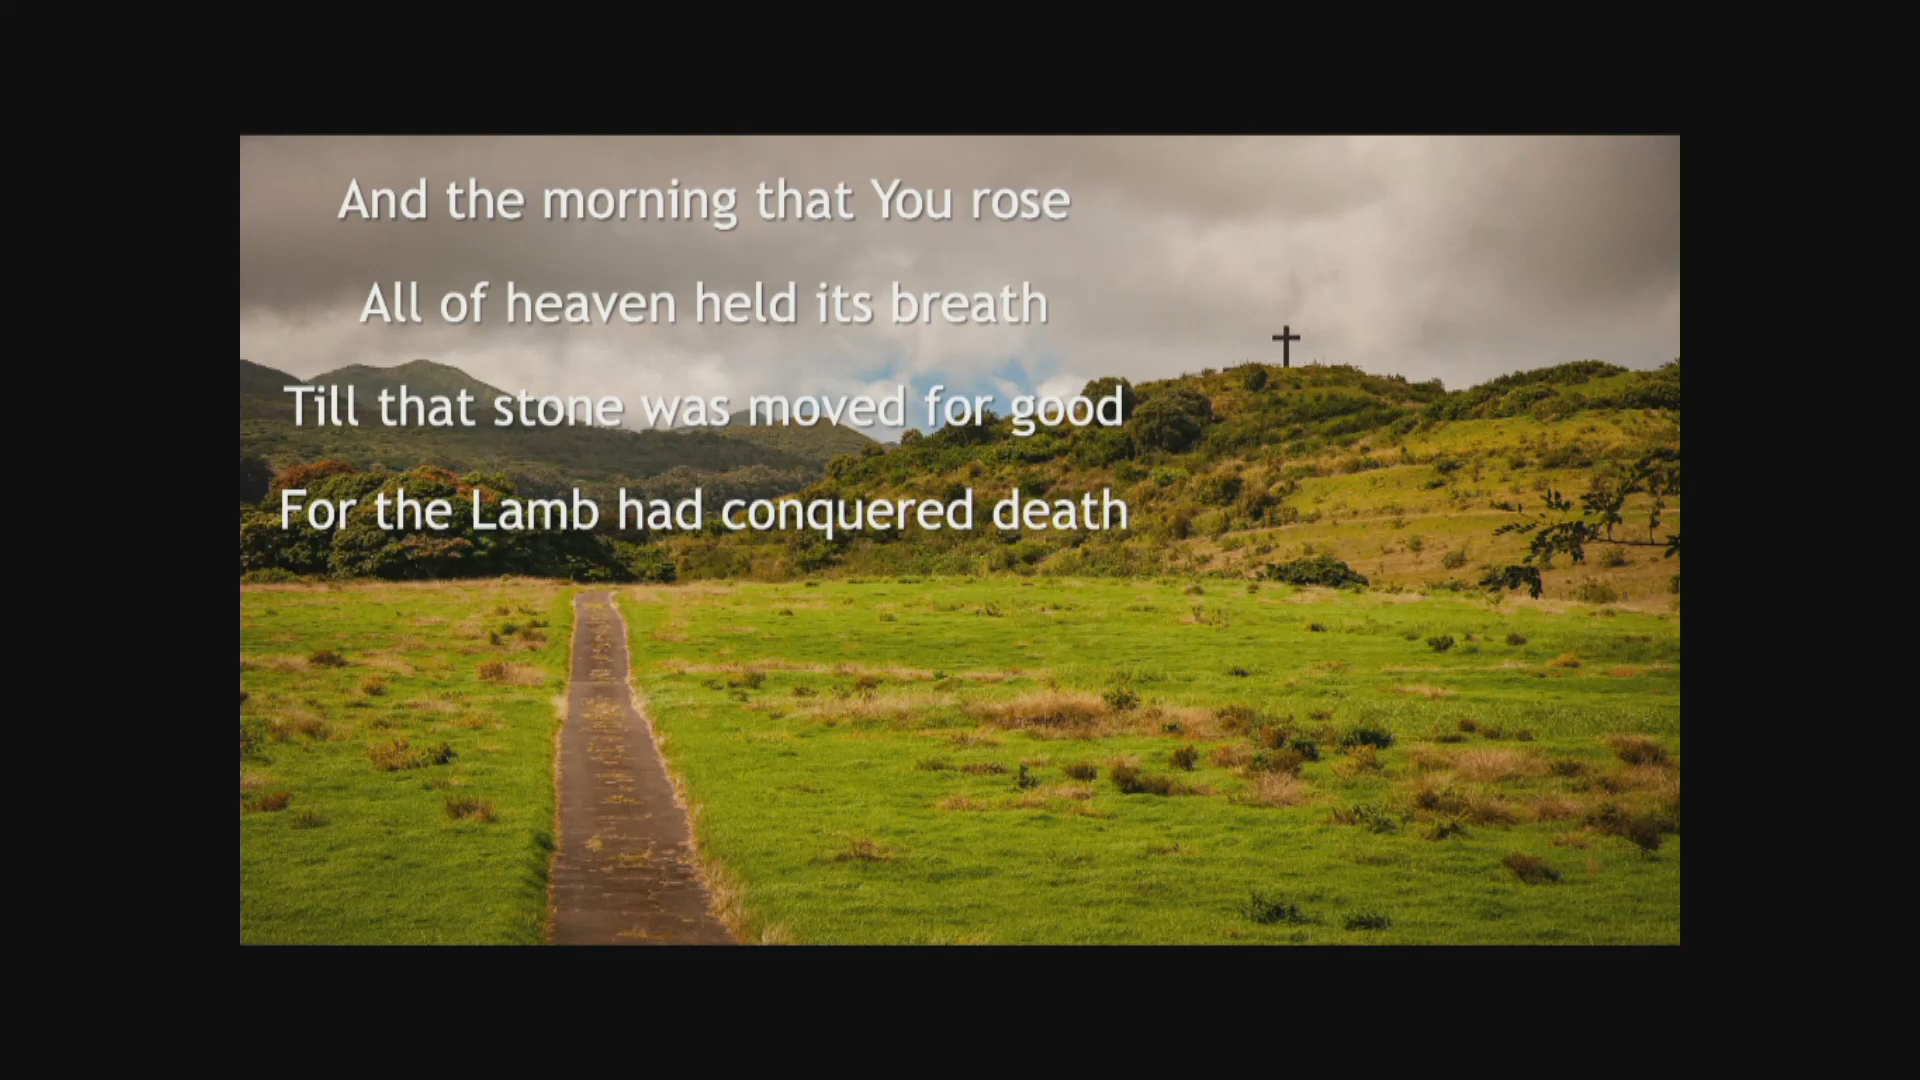 And the morning that You rose
All of heaven held its breath
Till that stone was moved for good
For the Lamb had conquered death